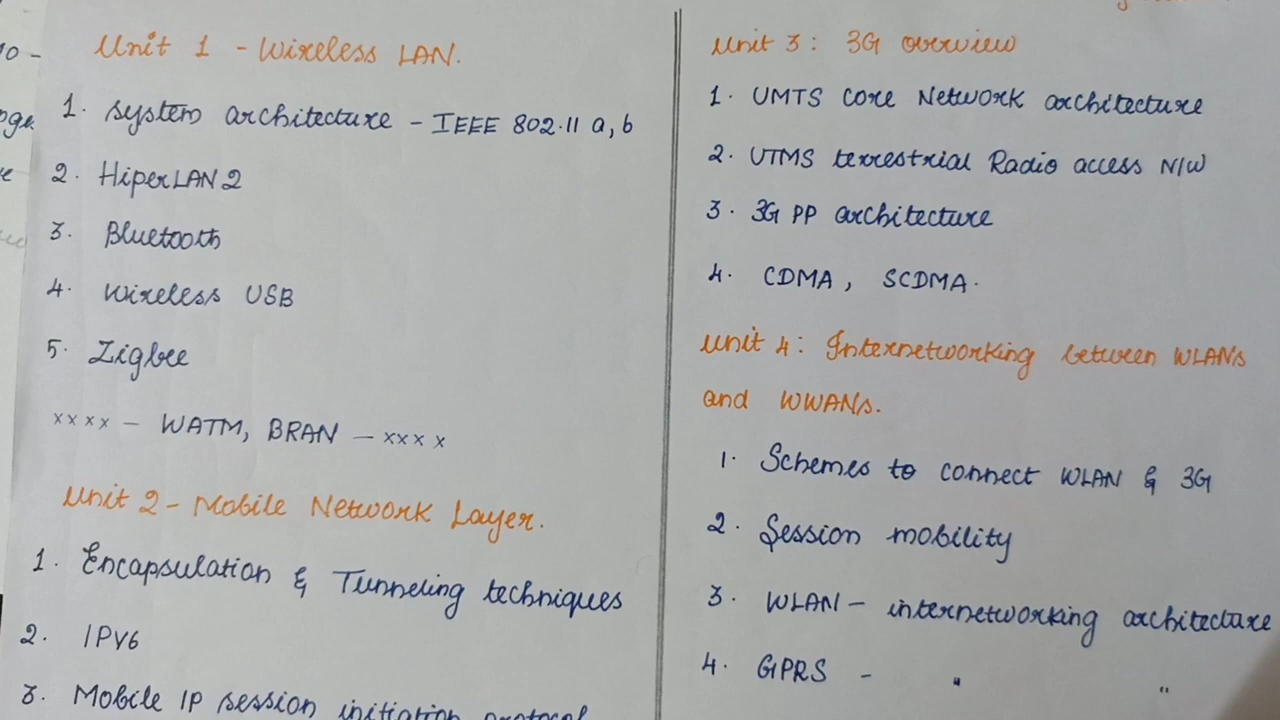 Unit 1 - Wireless LAN.
1. System architecture - IEEE 802.11 a, b
2. HiperLAN2
3. Bluetooth
4. Wireless USB
5. Zigbee
xxxx - WATM, BRAN - xxxx
Unit 2 - Mobile Network Layer.
1. Encapsulation & Tunneling techniques
2. IPV6
3. Mobile IP session initiation protocol
Unit 3: 3G overview
1. UMTS Core Network architecture
2. UTMS terrestrial Radio access N/W
3. 3G PP architecture
4. CDMA, SCDMA.
Unit 4: Internetworking between WLANs
and WWANs.
1. Schemes to connect WLAN & 3G
2. Session mobility
3. WLAN - internetworking architecture
4. GPRS - " "